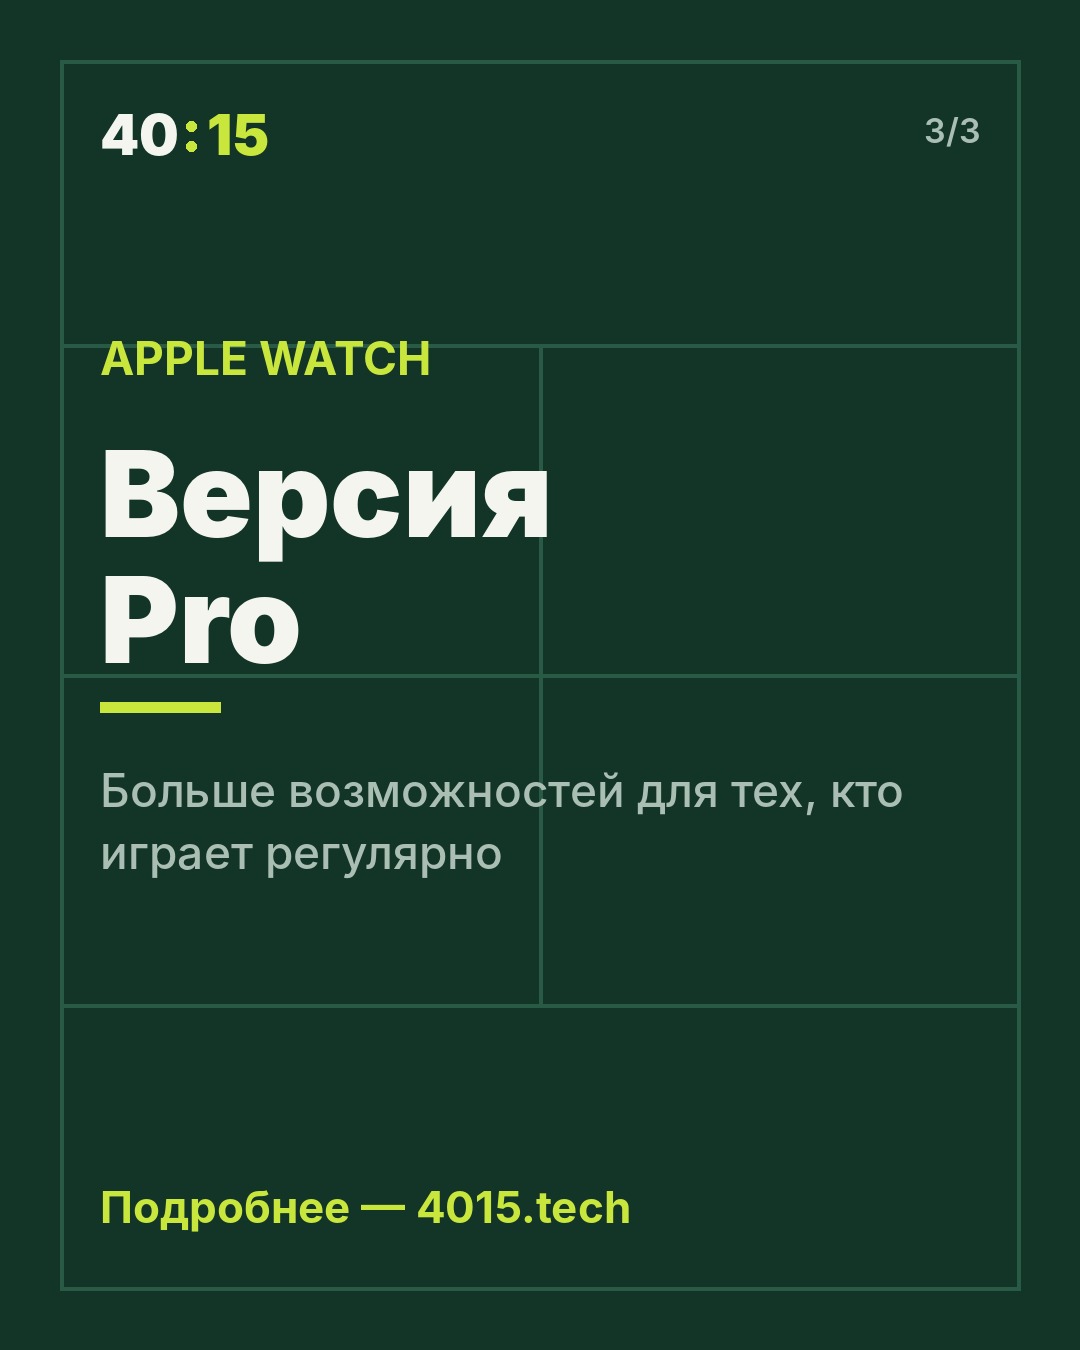 40:15
3/3
APPLE WATCH
Версия
Pro
Больше возможностей для тех, кто
играет регулярно
Подробнее — 4015.tech